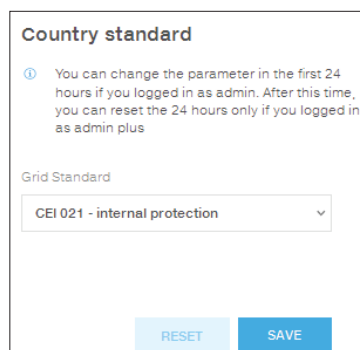 Country standard
You can change the parameter in the first 24
hours if you logged in as admin. After this time,
you can reset the 24 hours only if you logged in
as admin plus
Grid Standard
CEI 021 - internal protection
RESET
SAVE